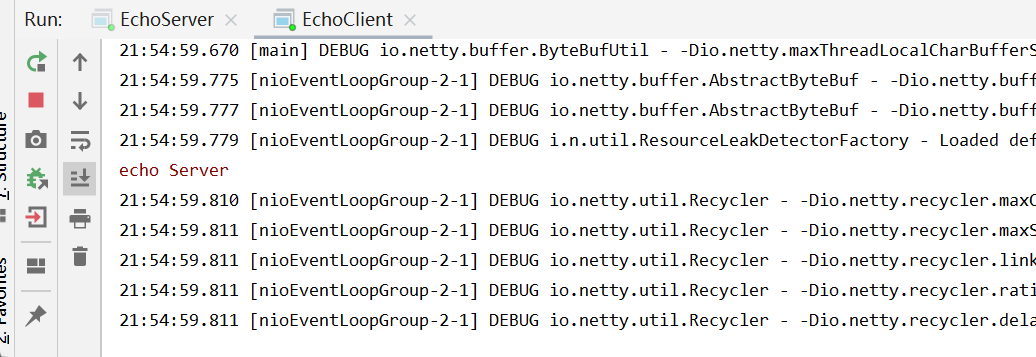 Run: EchoServer EchoClient
21:54:59.670 [main] DEBUG io.netty.buffer.ByteBufUtil - -Dio.netty.maxThreadLocalCharBufferS
21:54:59.775 [nioEventLoopGroup-2-1] DEBUG io.netty.buffer.AbstractByteBuf - -Dio.netty.buff
21:54:59.777 [nioEventLoopGroup-2-1] DEBUG io.netty.buffer.AbstractByteBuf - -Dio.netty.buff
21:54:59.779 [nioEventLoopGroup-2-1] DEBUG i.n.util.ResourceLeakDetectorFactory - Loaded def
echo Server
21:54:59.810 [nioEventLoopGroup-2-1] DEBUG io.netty.util.Recycler - -Dio.netty.recycler.maxC
21:54:59.811 [nioEventLoopGroup-2-1] DEBUG io.netty.util.Recycler - -Dio.netty.recycler.maxS
21:54:59.811 [nioEventLoopGroup-2-1] DEBUG io.netty.util.Recycler - -Dio.netty.recycler.link
21:54:59.811 [nioEventLoopGroup-2-1] DEBUG io.netty.util.Recycler - -Dio.netty.recycler.rati
21:54:59.811 [nioEventLoopGroup-2-1] DEBUG io.netty.util.Recycler - -Dio.netty.recycler.dela
7: Structure
2: Favorites